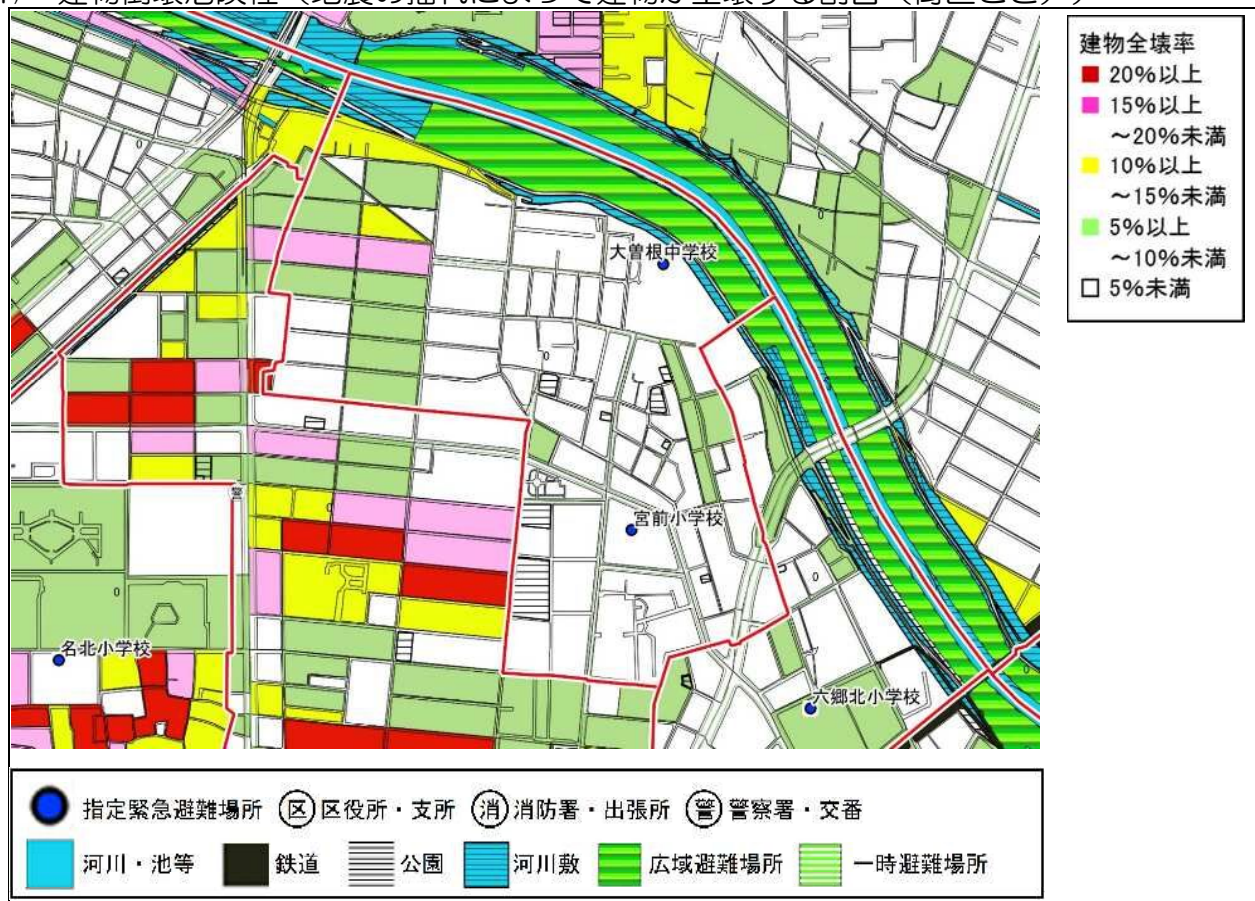 建物全壊率
20%以上
15%以上
～20%未満
10%以上
～15%未満
5%以上
～10%未満
5%未満
大曽根中学校
宮前小学校
名北小学校
六郷北小学校
指定緊急避難場所 区 区役所・支所 消 消防署・出張所 警 警察署・交番
河川・池等 鉄道 公園 河川敷 広域避難場所 一時避難場所